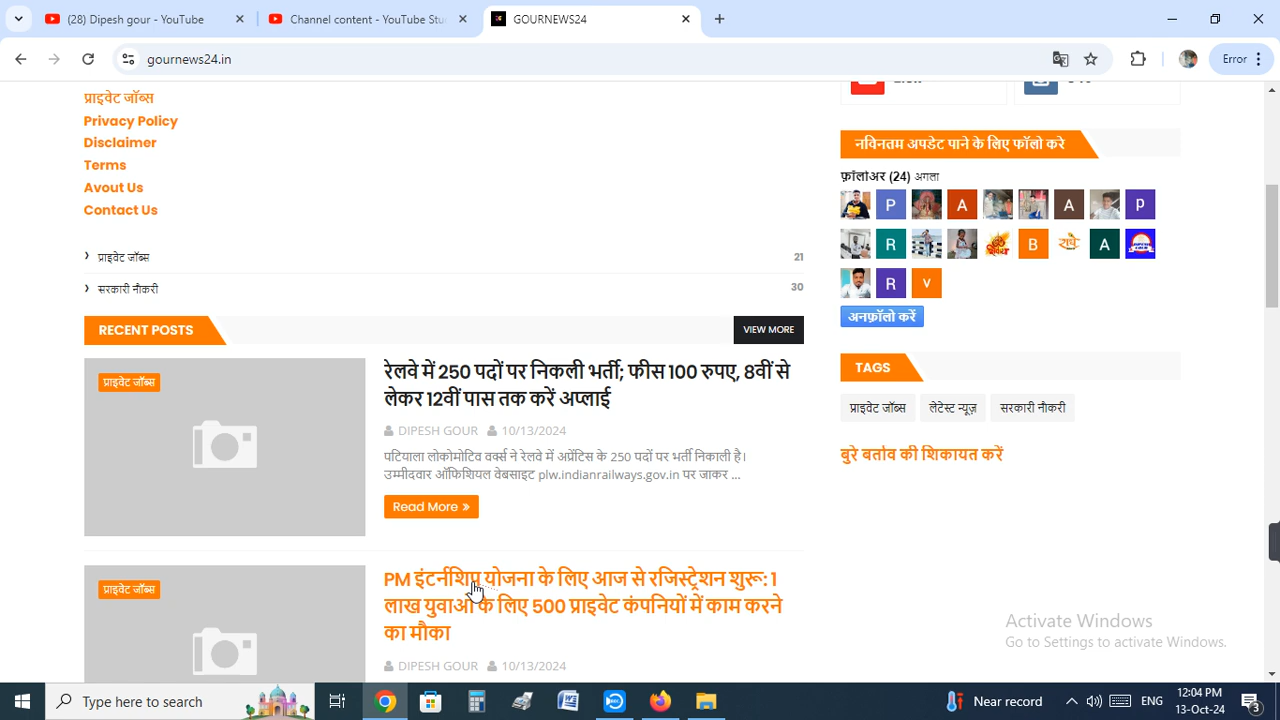 (28) Dipesh gour - YouTube
Channel content - YouTube Stu
GOURNEWS24
gournews24.in
Error
प्राइवेट जॉब्स
Privacy Policy
Disclaimer
Terms
Avout Us
Contact Us
प्राइवेट जॉब्स 21
सरकारी नौकरी 30
RECENT POSTS
VIEW MORE
प्राइवेट जॉब्स
रेलवे में 250 पदों पर निकली भर्ती; फीस 100 रुपए, 8वीं से
लेकर 12वीं पास तक करें अप्लाई
DIPESH GOUR 10/13/2024
पटियाला लोकोमोटिव वर्क्स ने रेलवे में अप्रेंटिस के 250 पदों पर भर्ती निकाली है।
उम्मीदवार ऑफिशियल वेबसाइट plw.indianrailways.gov.in पर जाकर ...
Read More »
प्राइवेट जॉब्स
PM इंटर्नशिप योजना के लिए आज से रजिस्ट्रेशन शुरू: 1
लाख युवाओं के लिए 500 प्राइवेट कंपनियों में काम करने
का मौका
DIPESH GOUR 10/13/2024
नविनतम अपडेट पाने के लिए फॉलो करे
फ़ॉलोअर (24) अगला
P A A p
R B राधे A
R v
अनफ़ॉलो करें
TAGS
प्राइवेट जॉब्स लेटेस्ट न्यूज़ सरकारी नौकरी
बुरे बर्ताव की शिकायत करें
Activate Windows
Go to Settings to activate Windows.
Type here to search
Near record
ENG
12:04 PM
13-Oct-24
3